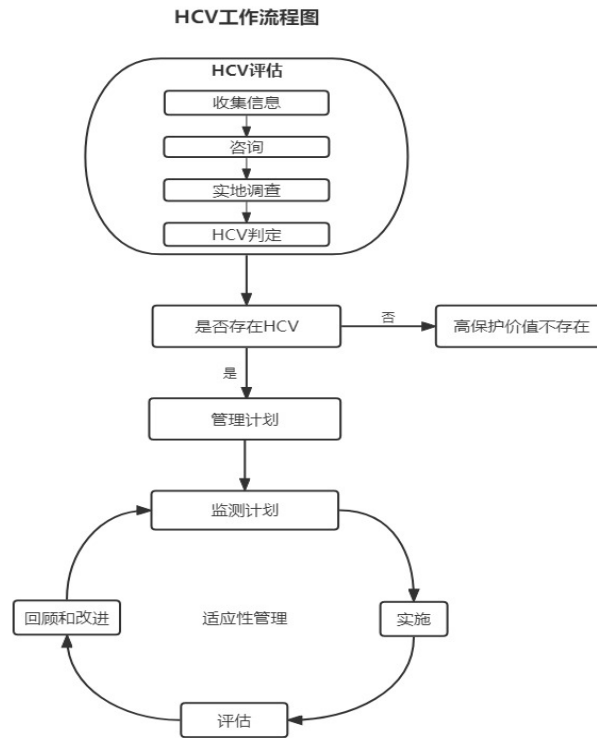 HCV工作流程图
HCV评估
收集信息
咨询
实地调查
HCV判定
是否存在HCV
否
高保护价值不存在
是
管理计划
监测计划
回顾和改进
适应性管理
实施
评估